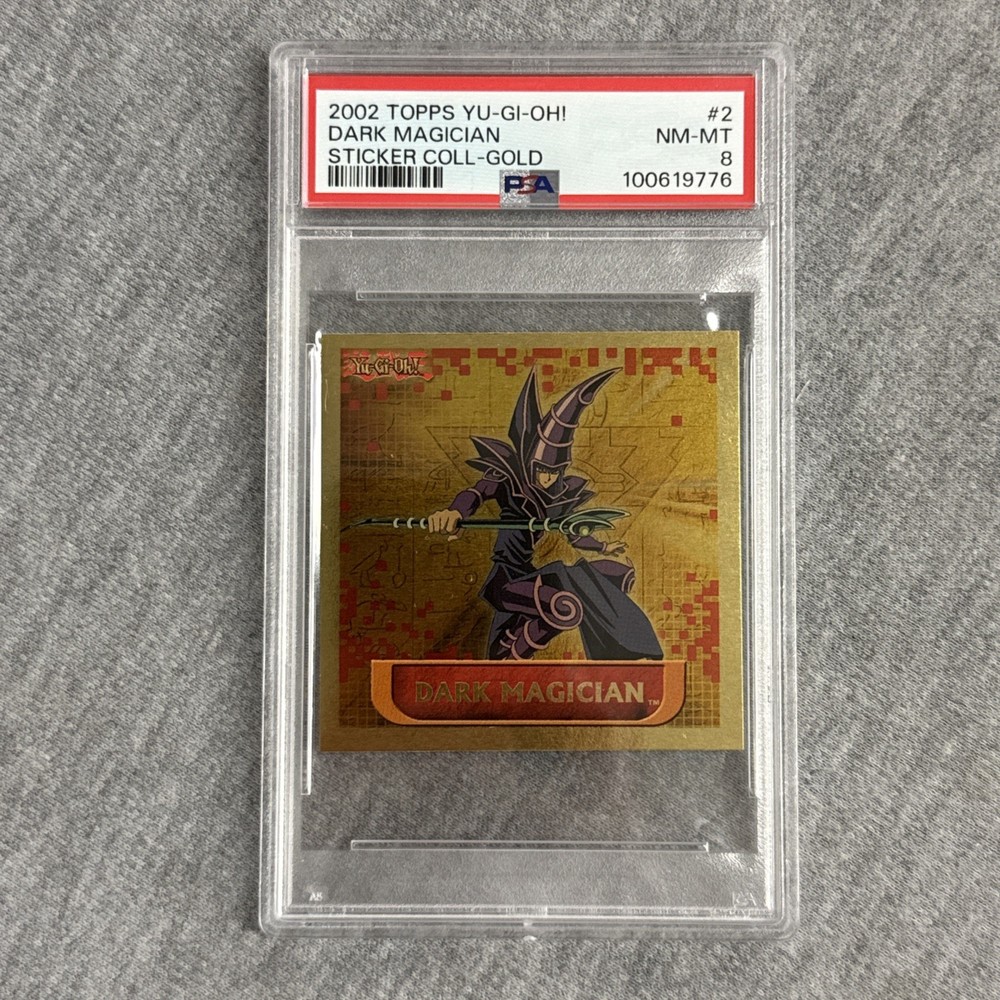 2002 TOPPS YU-GI-OH! #2
DARK MAGICIAN NM-MT
STICKER COLL-GOLD 8
PSA 100619776
Yu-Gi-Oh!
DARK MAGICIAN™